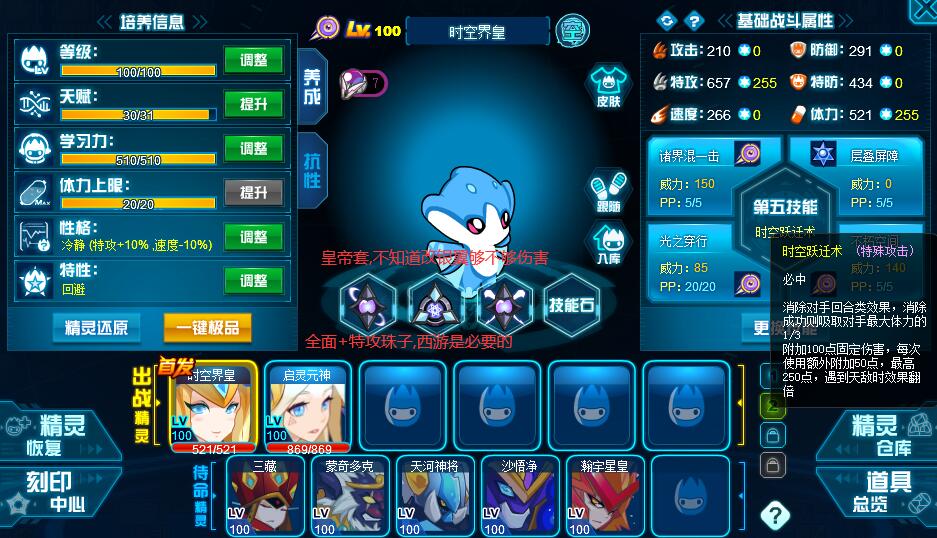 培养信息
等级:
100/100
调整
天赋:
30/31
提升
学习力:
510/510
调整
体力上限:
20/20
提升
性格:
冷静 (特攻+10% ,速度-10%)
调整
特性:
回避
调整
精灵还原
一键极品
Lv. 100
时空界皇
空
养成
抗性
7
皮肤
跟随
入库
皇帝套,不知道改银翼够不够伤害
技能石
全面+特攻珠子,西游是必要的
基础战斗属性
攻击: 210 0
防御: 291 0
特攻: 657 255
特防: 434 0
速度: 266 0
体力: 521 255
诸界混一击
威力: 150
PP: 5/5
层叠屏障
威力: 0
PP: 5/5
第五技能
时空跃迁术
光之穿行
威力: 85
PP: 20/20
威力: 140
PP: 5/5
时空跃迁术 (特殊攻击)
必中
消除对手回合类效果，消除
成功则吸取对手最大体力的
1/3
附加100点固定伤害，每次
使用额外附加50点，最高
250点，遇到天敌时效果翻
倍
出战精灵
首发
时空界皇
LV
100
521/521
启灵元神
LV
100
869/869
1
2
待命精灵
三藏
LV
100
蒙奇多克
LV
100
天河神将
LV
100
沙悟净
LV
100
瀚宇星皇
LV
100
精灵
恢复
刻印
中心
精灵
仓库
道具
总览